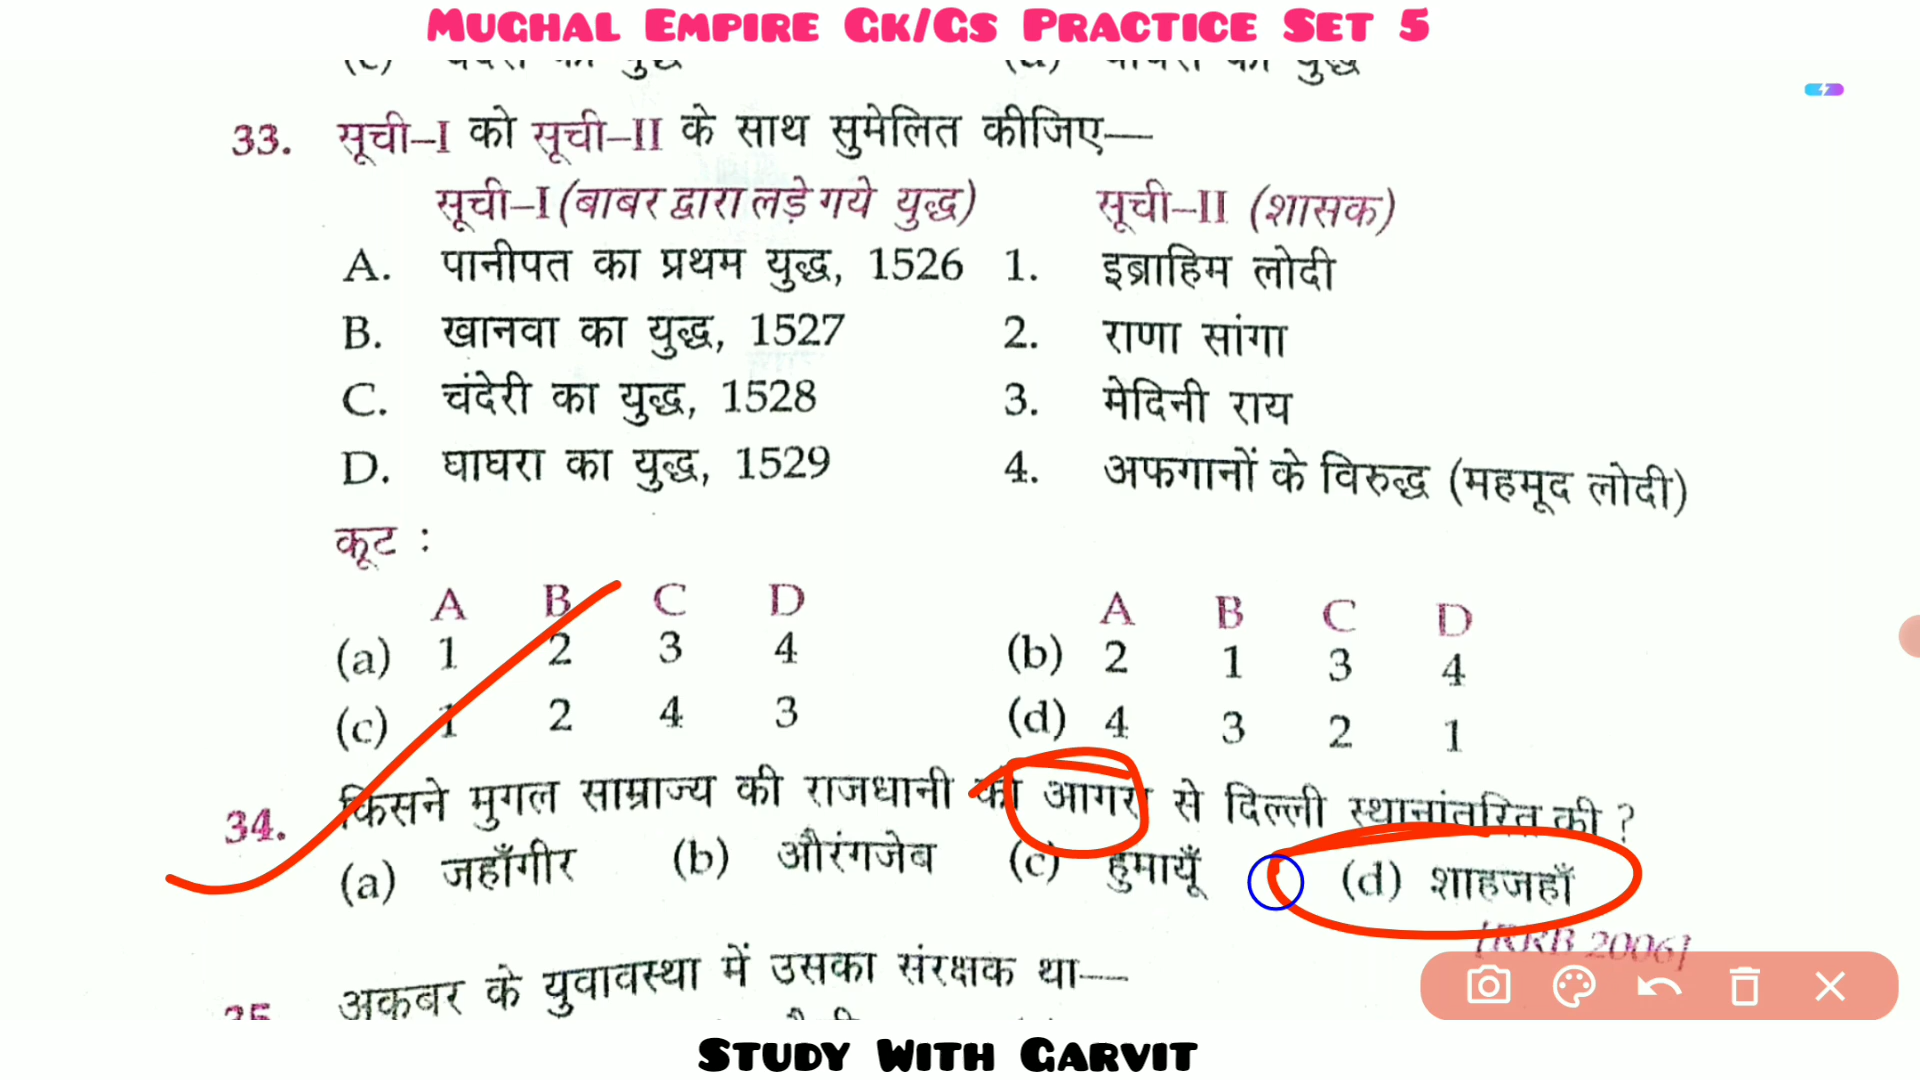 MUGHAL EMPIRE GK/GS PRACTICE SET 5
33. सूची–I को सूची–II के साथ सुमेलित कीजिए—
सूची–I (बाबर द्वारा लड़े गये युद्ध) सूची–II (शासक)
A. पानीपत का प्रथम युद्ध, 1526 1. इब्राहिम लोदी
B. खानवा का युद्ध, 1527 2. राणा सांगा
C. चंदेरी का युद्ध, 1528 3. मेदिनी राय
D. घाघरा का युद्ध, 1529 4. अफगानों के विरुद्ध (महमूद लोदी)
कूट :
A B C D A B C D
(a) 1 2 3 4 (b) 2 1 3 4
(c) 1 2 4 3 (d) 4 3 2 1
34. किसने मुगल साम्राज्य की राजधानी को आगरा से दिल्ली स्थानांतरित की ?
(a) जहाँगीर (b) औरंगजेब (c) हुमायूँ (d) शाहजहाँ
[RRB 2006]
अकबर के युवावस्था में उसका संरक्षक था—
STUDY WITH GARVIT